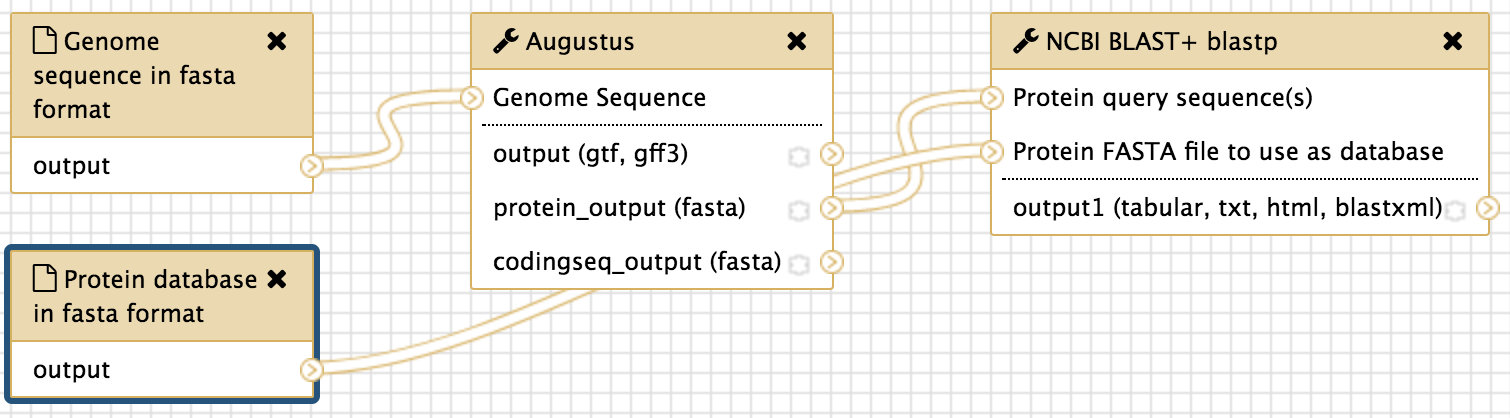 Genome
sequence in fasta
format
output
Protein database
in fasta format
output
Augustus
Genome Sequence
output (gtf, gff3)
protein_output (fasta)
codingseq_output (fasta)
NCBI BLAST+ blastp
Protein query sequence(s)
Protein FASTA file to use as database
output1 (tabular, txt, html, blastxml)